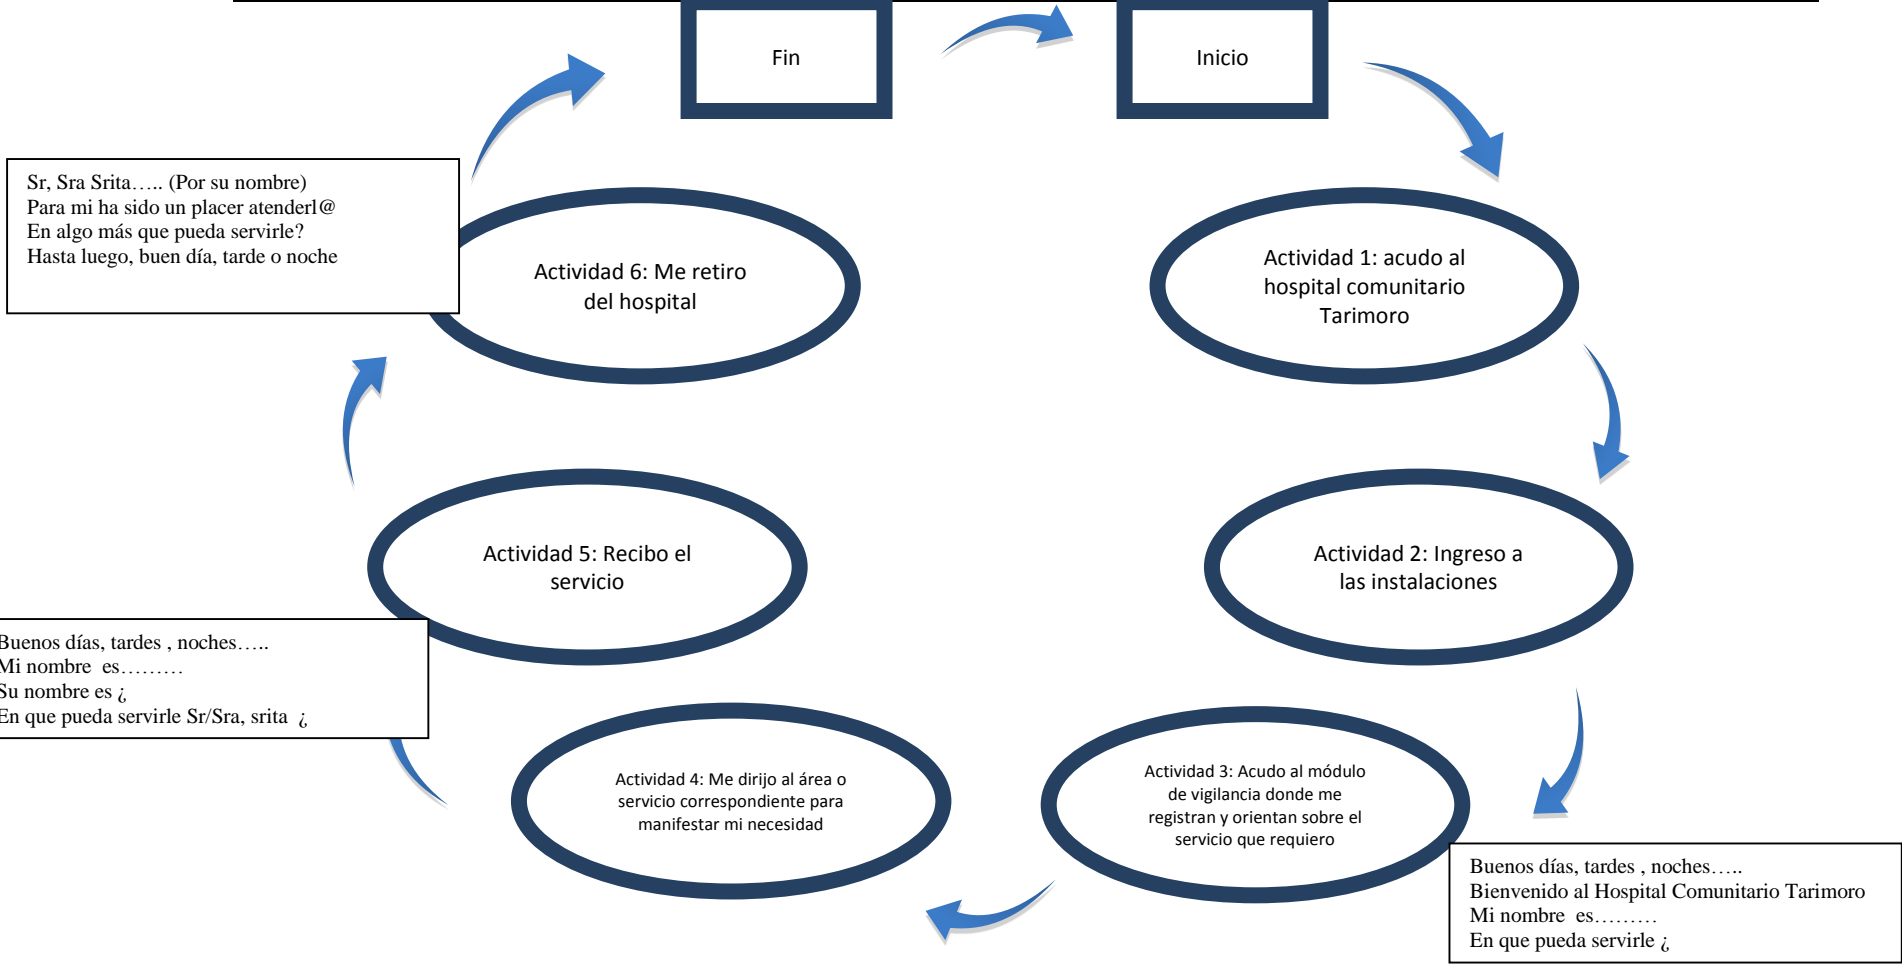 Fin
Inicio
Sr, Sra Srita….. (Por su nombre)
Para mi ha sido un placer atenderl@
En algo más que pueda servirle?
Hasta luego, buen día, tarde o noche
Actividad 6: Me retiro
del hospital
Actividad 1: acudo al
hospital comunitario
Tarimoro
Actividad 5: Recibo el
servicio
Actividad 2: Ingreso a
las instalaciones
Buenos días, tardes , noches…..
Mi nombre  es………
Su nombre es ¿
En que pueda servirle Sr/Sra, srita  ¿
Actividad 4: Me dirijo al área o
servicio correspondiente para
manifestar mi necesidad
Actividad 3: Acudo al módulo
de vigilancia donde me
registran y orientan sobre el
servicio que requiero
Buenos días, tardes , noches…..
Bienvenido al Hospital Comunitario Tarimoro
Mi nombre  es………
En que pueda servirle ¿